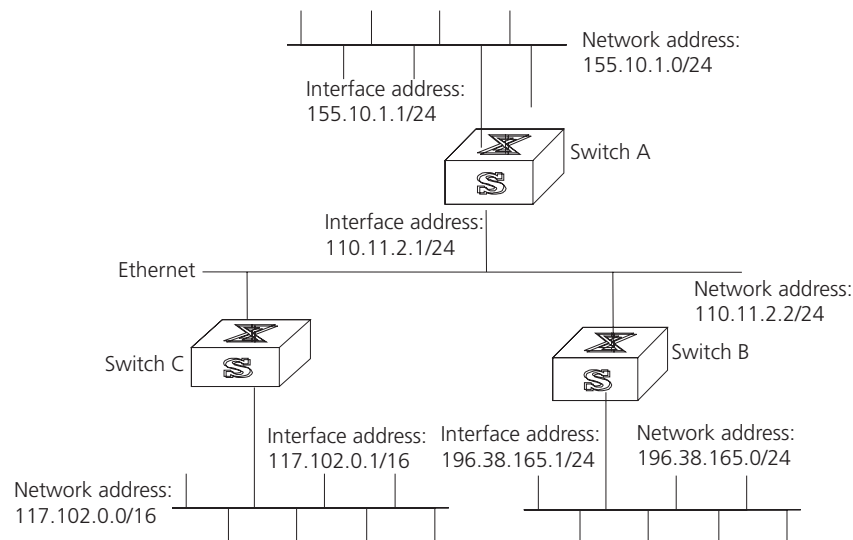 Network address:
155.10.1.0/24
Interface address:
155.10.1.1/24
Switch A
Interface address:
110.11.2.1/24
Ethernet
Network address:
110.11.2.2/24
Switch C
Switch B
Interface address:
117.102.0.1/16
Interface address:
196.38.165.1/24
Network address:
196.38.165.0/24
Network address:
117.102.0.0/16
S
S
S